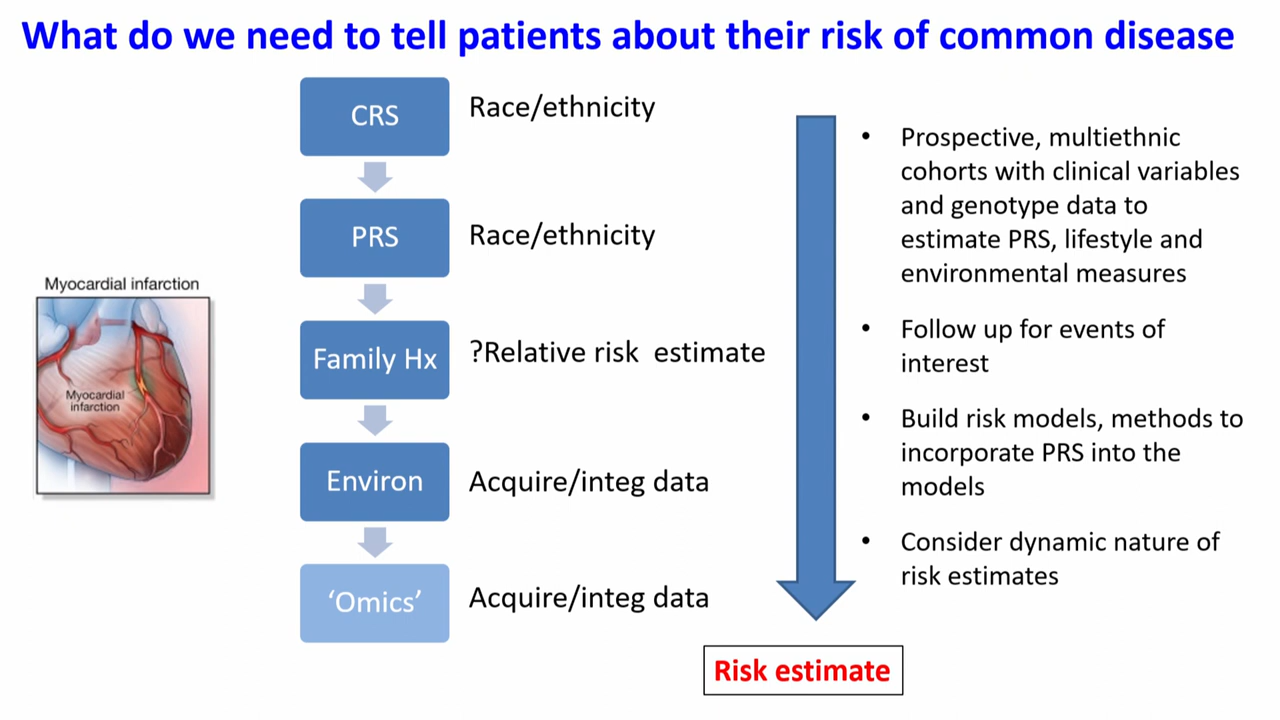 What do we need to tell patients about their risk of common disease
CRS
Race/ethnicity
PRS
Race/ethnicity
Family Hx
?Relative risk estimate
Environ
Acquire/integ data
‘Omics’
Acquire/integ data
Myocardial infarction
Myocardial
infarction
• Prospective, multiethnic
cohorts with clinical variables
and genotype data to
estimate PRS, lifestyle and
environmental measures
• Follow up for events of
interest
• Build risk models, methods to
incorporate PRS into the
models
• Consider dynamic nature of
risk estimates
Risk estimate